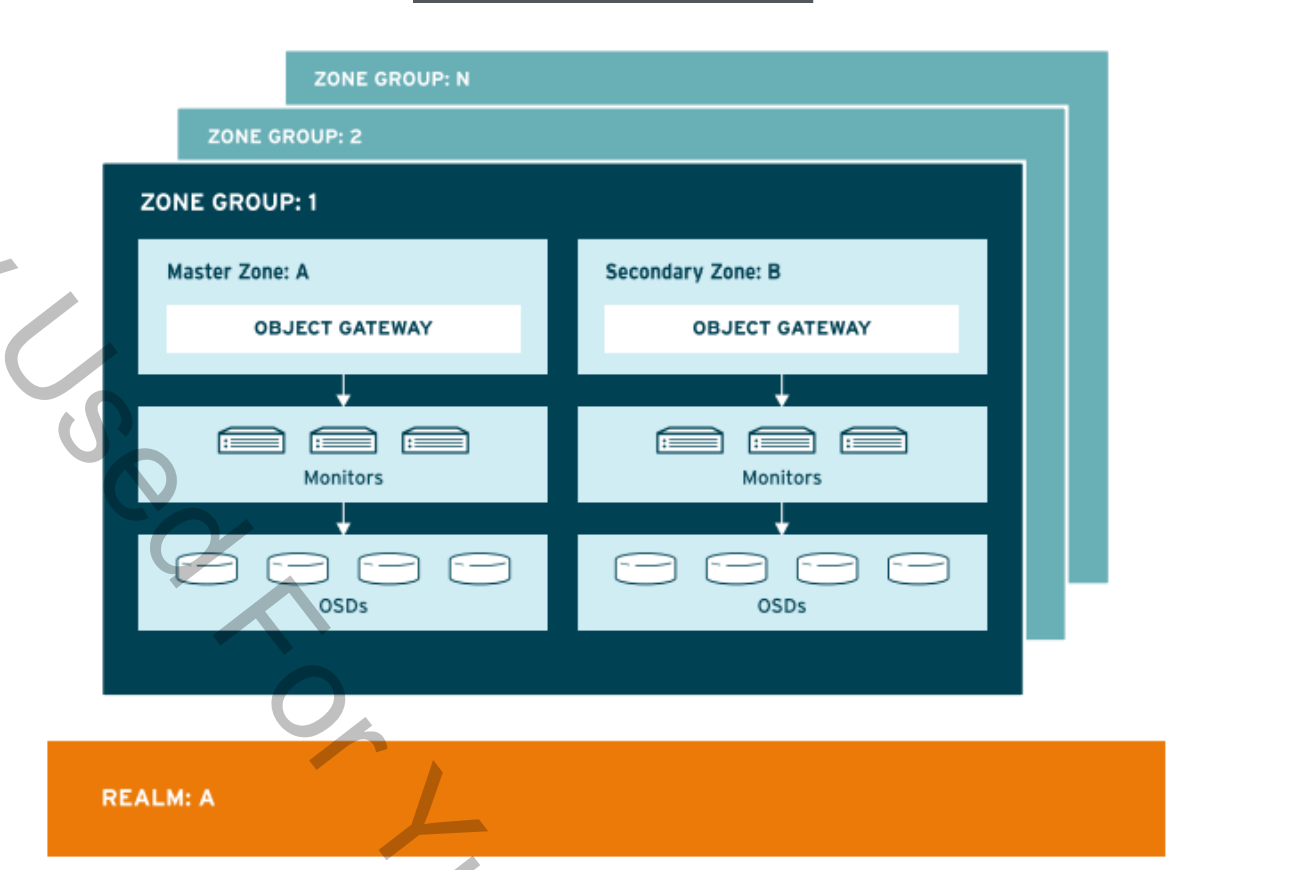 ZONE GROUP: N
ZONE GROUP: 2
ZONE GROUP: 1
Master Zone: A
OBJECT GATEWAY
Monitors
OSDs
Secondary Zone: B
OBJECT GATEWAY
Monitors
OSDs
REALM: A
Used For